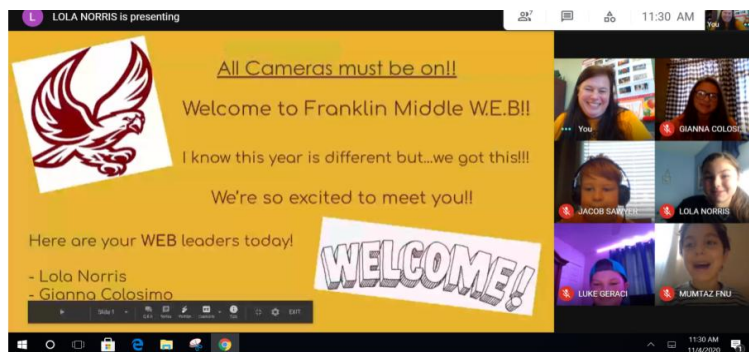 L LOLA NORRIS is presenting
7
11:30 AM
You
All Cameras must be on!!
Welcome to Franklin Middle W.E.B!!
I know this year is different but...we got this!!!
We're so excited to meet you!!
Here are your WEB leaders today!
- Lola Norris
- Gianna Colosimo
WELCOME!
Slide 1
EXIT
You
GIANNA COLOSI
JACOB SAWYER
LOLA NORRIS
LUKE GERACI
MUMTAZ FNU
11:30 AM
11/4/2020